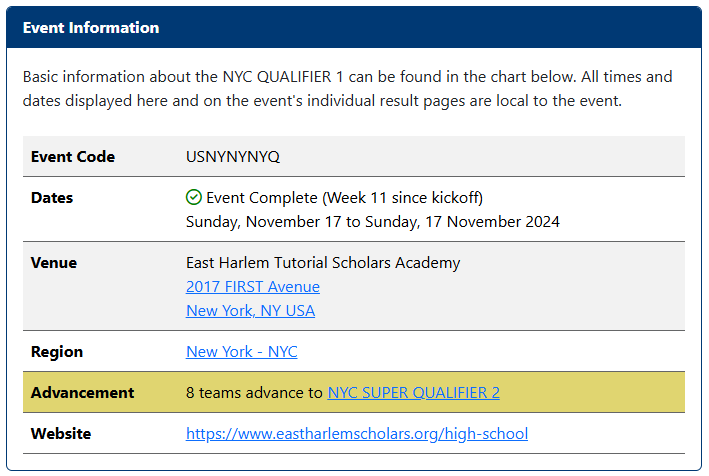 Event Information
Basic information about the NYC QUALIFIER 1 can be found in the chart below. All times and
dates displayed here and on the event's individual result pages are local to the event.
Event Code USNYNYNYQ
Dates Event Complete (Week 11 since kickoff)
Sunday, November 17 to Sunday, 17 November 2024
Venue East Harlem Tutorial Scholars Academy
2017 FIRST Avenue
New York, NY USA
Region New York - NYC
Advancement 8 teams advance to NYC SUPER QUALIFIER 2
Website https://www.eastharlemscholars.org/high-school